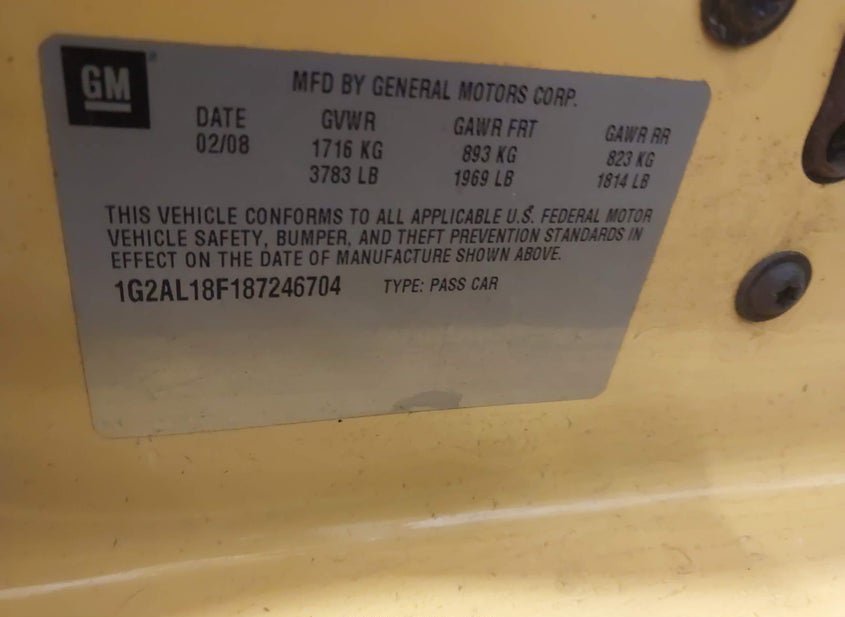 GM
MFD BY GENERAL MOTORS CORP.
DATE GVWR GAWR FRT GAWR RR
02/08 1716 KG 893 KG 823 KG
3783 LB 1969 LB 1814 LB
THIS VEHICLE CONFORMS TO ALL APPLICABLE U.S. FEDERAL MOTOR
VEHICLE SAFETY, BUMPER, AND THEFT PREVENTION STANDARDS IN
EFFECT ON THE DATE OF MANUFACTURE SHOWN ABOVE.
1G2AL18F187246704 TYPE: PASS CAR